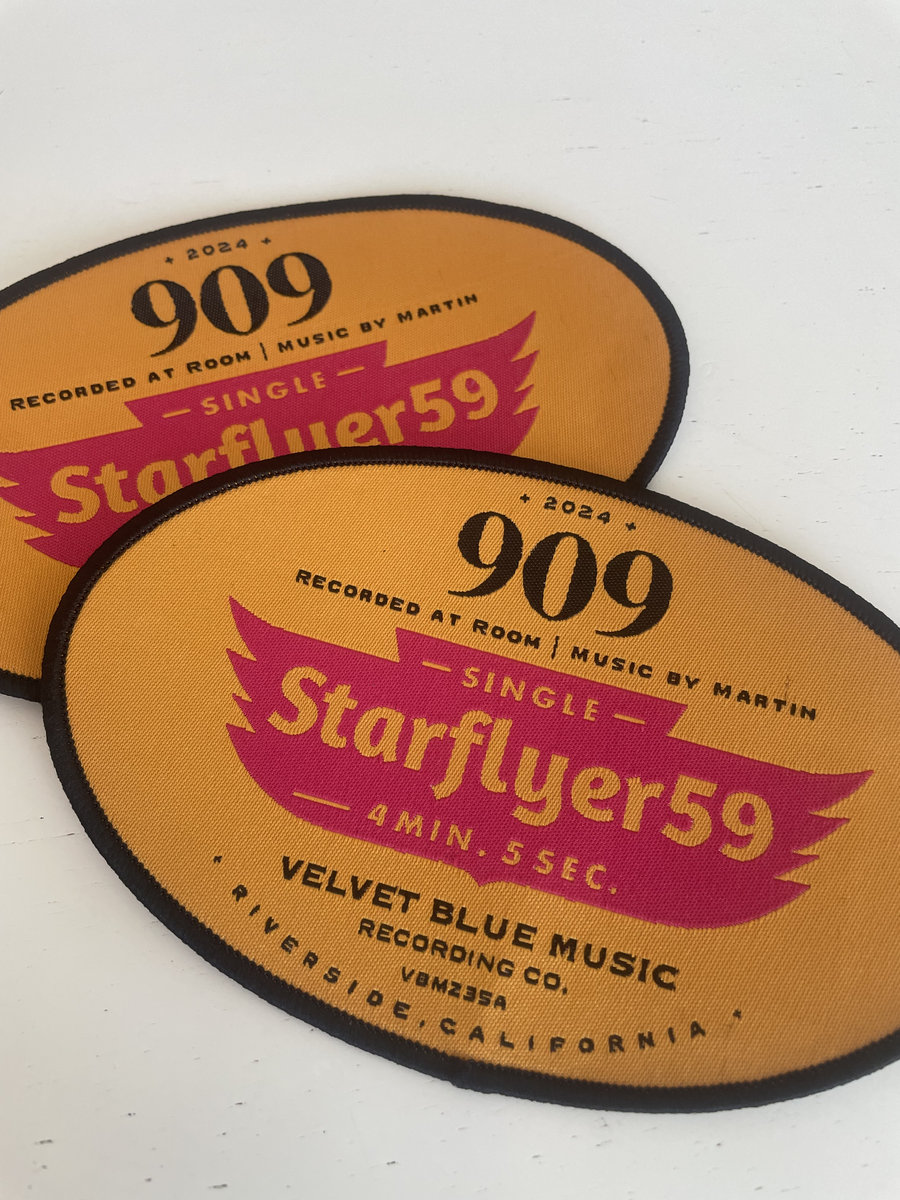 + 2024 +
909
RECORDED AT ROOM | MUSIC BY MARTIN
— SINGLE —
Starflyer59
+ 2024 +
909
RECORDED AT ROOM | MUSIC BY MARTIN
— SINGLE —
Starflyer59
— 4 MIN. 5 SEC.
VELVET BLUE MUSIC
RECORDING CO.
VBM235A
RIVERSIDE, CALIFORNIA